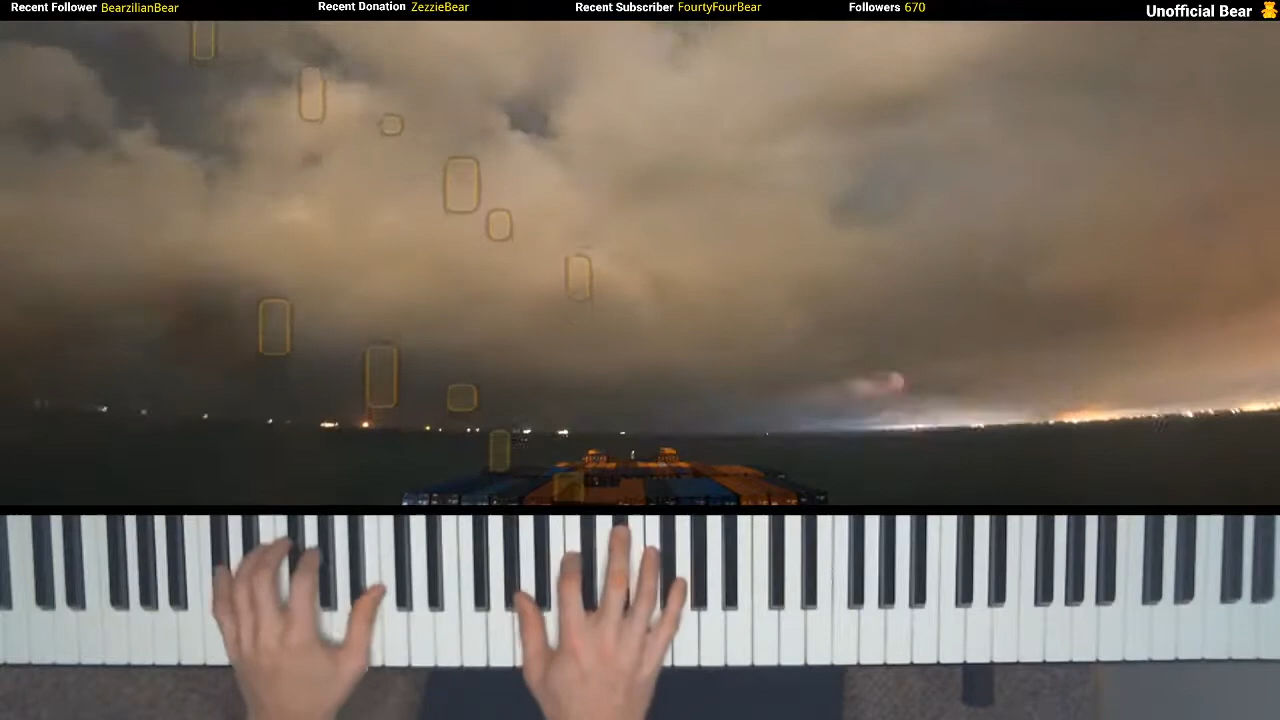 Recent Follower BearzilianBear
Recent Donation ZezzieBear
Recent Subscriber FourtyFourBear
Followers 670
Unofficial Bear